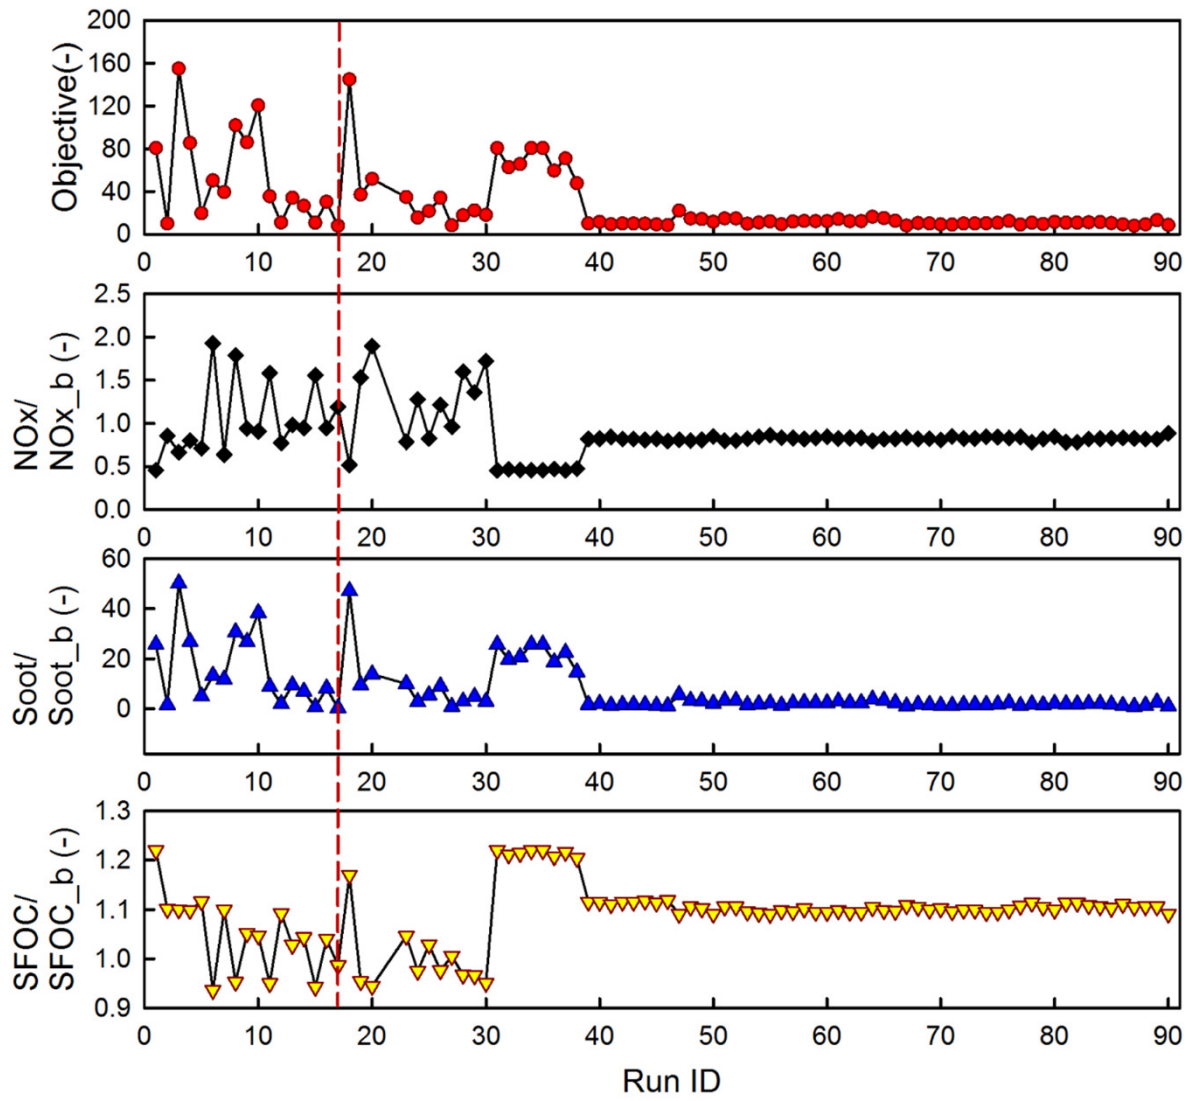 Objective(-)
200
160
120
80
40
0
0 10 20 30 40 50 60 70 80 90
NOx/
NOx_b (-)
2.5
2.0
1.5
1.0
0.5
0.0
0 10 20 30 40 50 60 70 80 90
Soot/
Soot_b (-)
60
40
20
0
0 10 20 30 40 50 60 70 80 90
SFOC/
SFOC_b (-)
1.3
1.2
1.1
1.0
0.9
0 10 20 30 40 50 60 70 80 90
Run ID